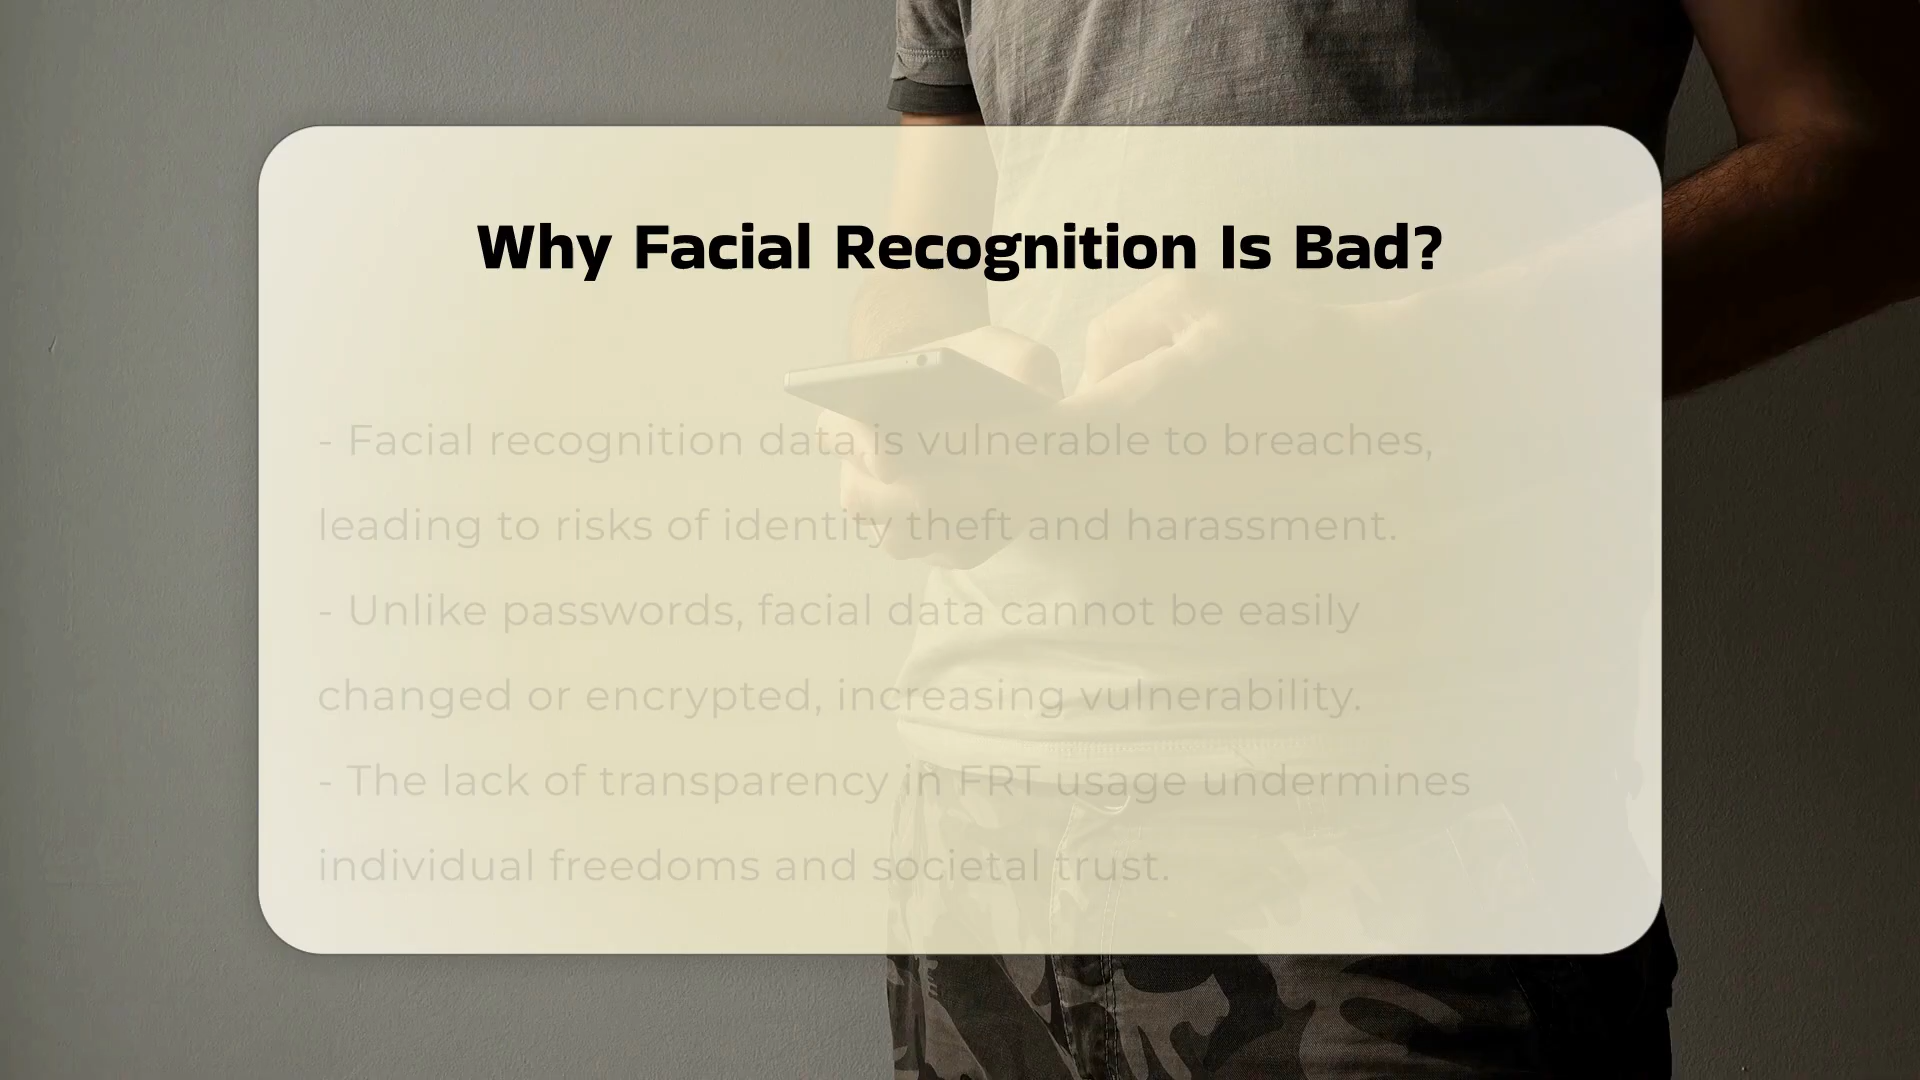 Why Facial Recognition Is Bad?
- Facial recognition data is vulnerable to breaches,
leading to risks of identity theft and harassment.
- Unlike passwords, facial data cannot be easily
changed or encrypted, increasing vulnerability.
- The lack of transparency in FRT usage undermines
individual freedoms and societal trust.